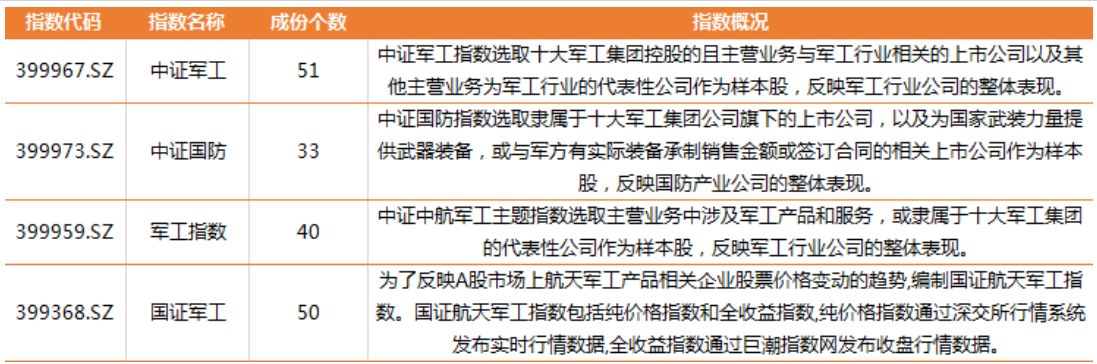 指数代码 指数名称 成份个数 指数概况
399967.SZ 中证军工 51 中证军工指数选取十大军工集团控股的且主营业务与军工行业相关的上市公司以及其
他主营业务为军工行业的代表性公司作为样本股，反映军工行业公司的整体表现。
中证国防指数选取隶属于十大军工集团公司旗下的上市公司，以及为国家武装力量提
399973.SZ 中证国防 33 供武器装备，或与军方有实际装备承制销售金额或签订合同的相关上市公司作为样本
股，反映国防产业公司的整体表现。
399959.SZ 军工指数 40 中证中航军工主题指数选取主营业务中涉及军工产品和服务，或隶属于十大军工集团
的代表性公司作为样本股，反映军工行业公司的整体表现。
为了反映A股市场上航天军工产品相关企业股票价格变动的趋势,编制国证航天军工指
399368.SZ 国证军工 50 数。国证航天军工指数包括纯价格指数和全收益指数,纯价格指数通过深交所行情系统
发布实时行情数据,全收益指数通过巨潮指数网发布收盘行情数据。